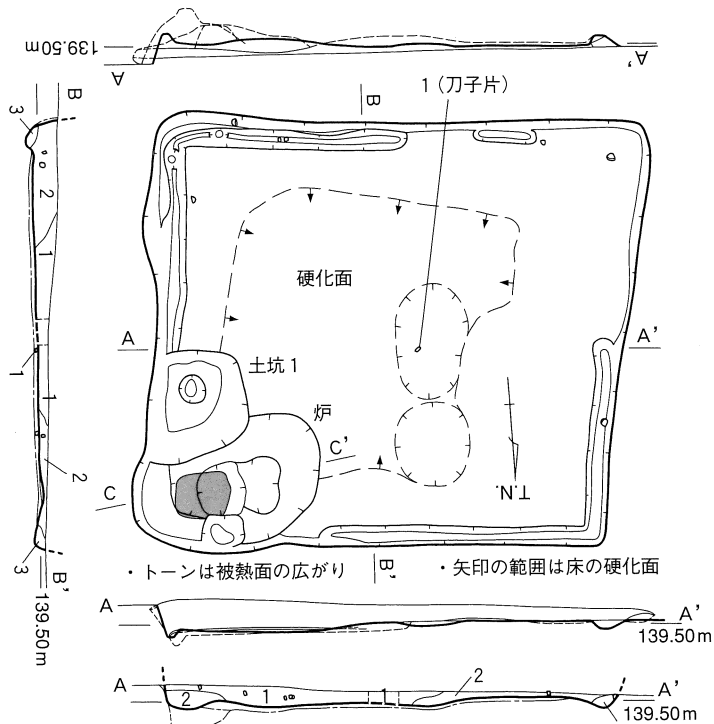 139.50m
A
A'
B
1(刀子片)
3
2
1
1
1
2
3
B'
139.50m
B
硬化面
A
A'
土坑1
炉
C'
C
T.N.
・トーンは被熱面の広がり
B'
・矢印の範囲は床の硬化面
A
A'
139.50m
A
2
1
1
2
A'
139.50m